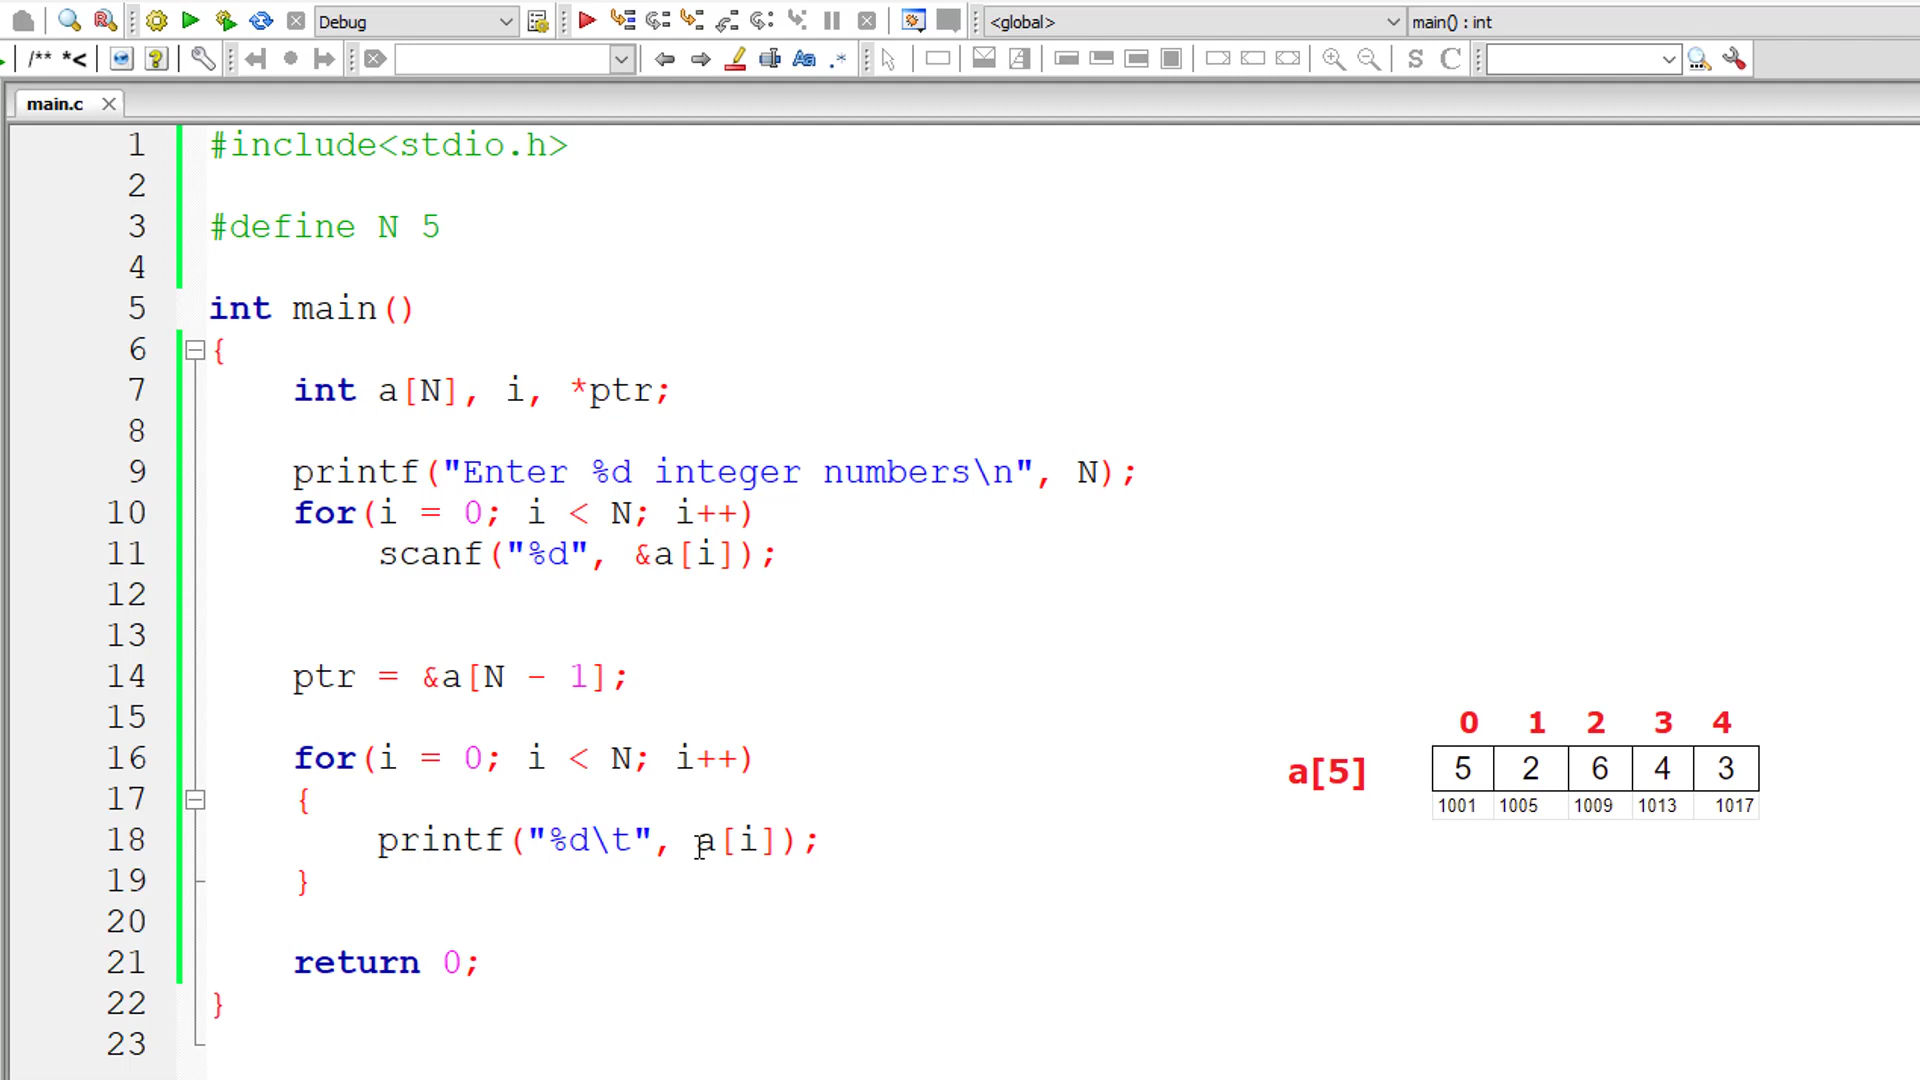 Debug <global> main() : int
/** *< Aa .* S C
main.c
1 #include<stdio.h>
2
3 #define N 5
4
5 int main()
6 {
7 int a[N], i, *ptr;
8
9 printf("Enter %d integer numbers\n", N);
10 for(i = 0; i < N; i++)
11 scanf("%d", &a[i]);
12
13
14 ptr = &a[N - 1];
15
16 for(i = 0; i < N; i++)
17 {
18 printf("%d\t", a[i]);
19 }
20
21 return 0;
22 }
23
0 1 2 3 4
a[5] 5 2 6 4 3
1001 1005 1009 1013 1017